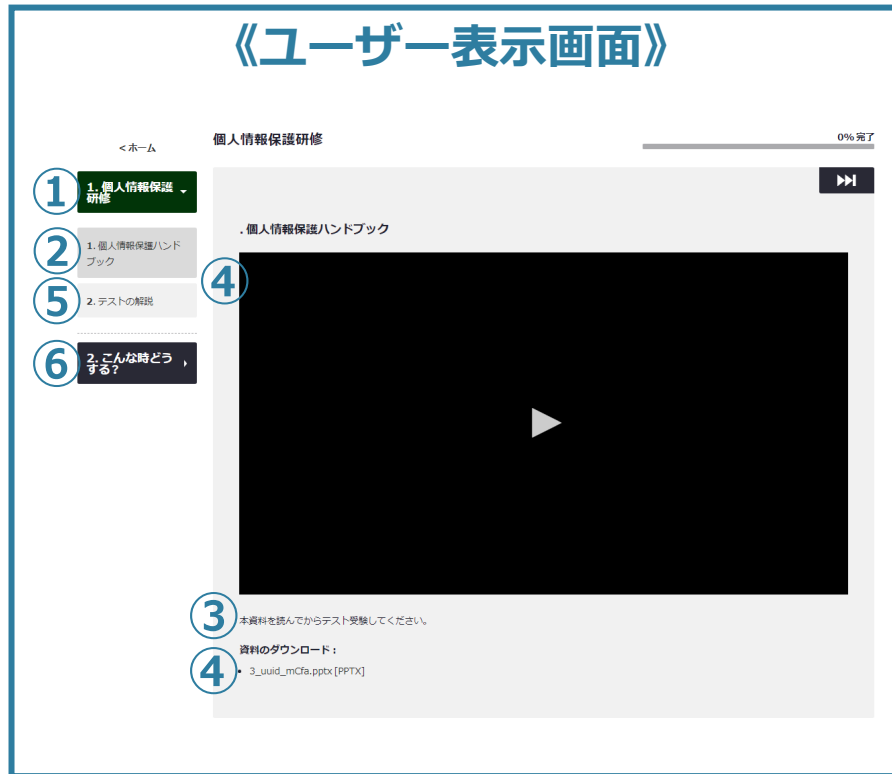 《ユーザー表示画面》
<ホーム
個人情報保護研修
0% 完了
① 1. 個人情報保護
研修
② 1. 個人情報保護ハンド
ブック
⑤ 2. テストの解説
⑥ 2. こんな時どう
する?
. 個人情報保護ハンドブック
④
③ 本資料を読んでからテスト受験してください。
資料のダウンロード :
④ • 3_uuid_mCfa.pptx [PPTX]